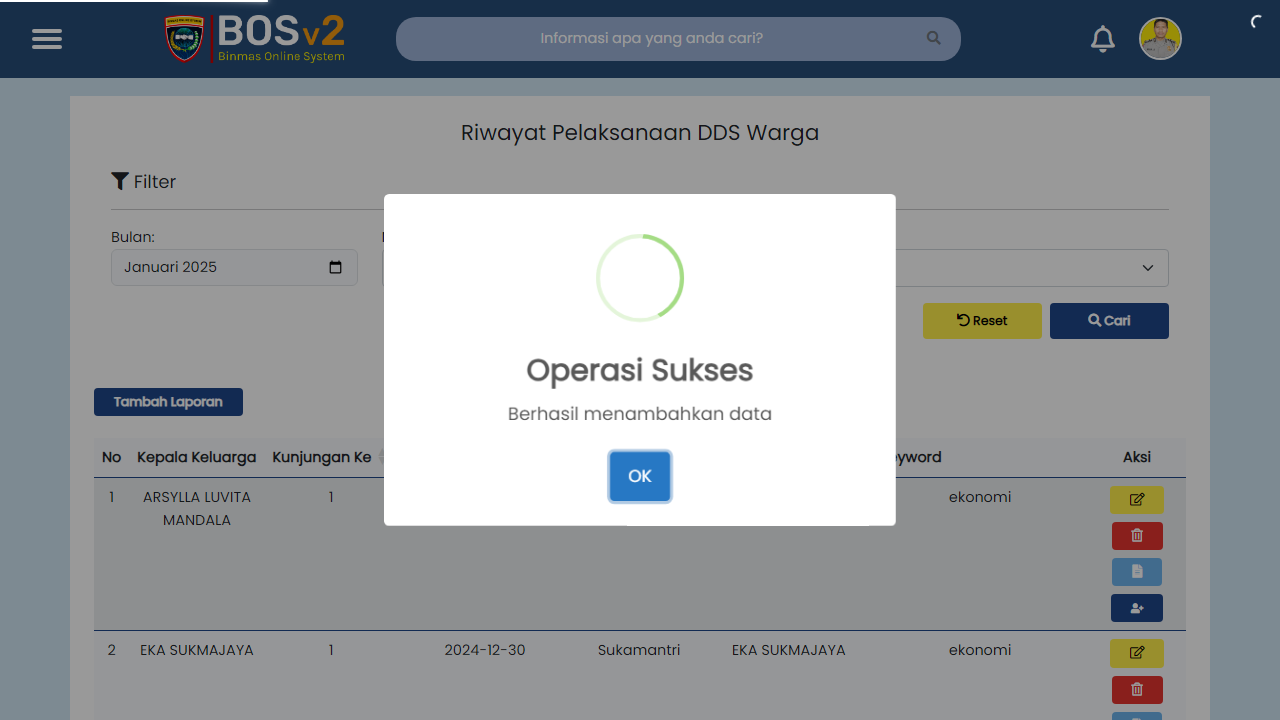 BOSv2
Binmas Online System
Informasi apa yang anda cari?
Riwayat Pelaksanaan DDS Warga
Filter
Bulan:
Januari 2025
Reset
Cari
Operasi Sukses
Berhasil menambahkan data
OK
Tambah Laporan
No Kepala Keluarga Kunjungan Ke Aksi
1 ARSYLLA LUVITA MANDALA 1 ekonomi
2 EKA SUKMAJAYA 1 2024-12-30 Sukamantri EKA SUKMAJAYA ekonomi